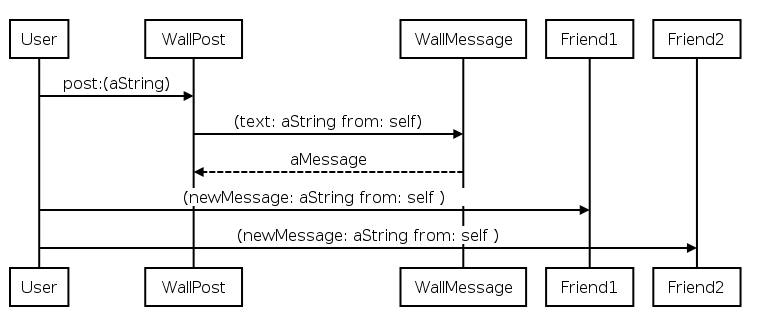 User WallPost WallMessage Friend1 Friend2
post:(aString)
(text: aString from: self)
aMessage
(newMessage: aString from: self )
(newMessage: aString from: self )
User WallPost WallMessage Friend1 Friend2